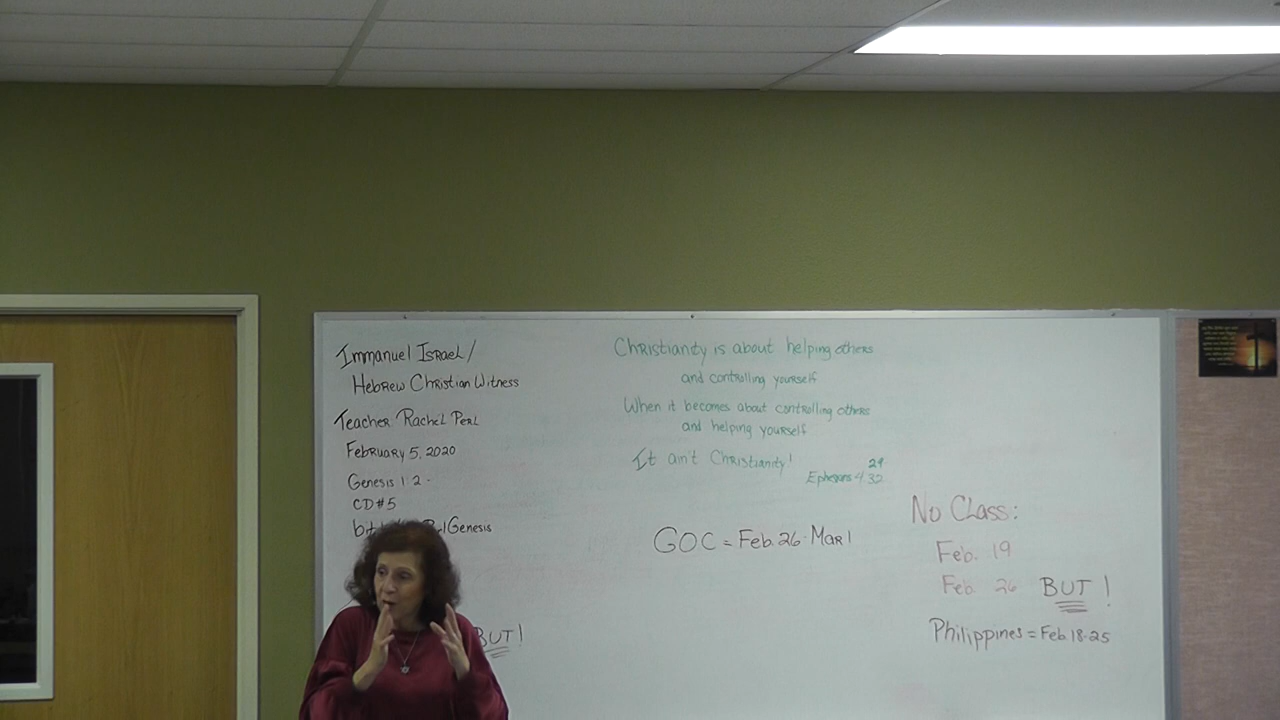 Immanuel Israel/
Hebrew Christian Witness
Teacher Rachel Perl
February 5, 2020
Genesis 1:2-
CD#5
Genesis
BUT!
Christianity is about helping others
and controlling yourself
When it becomes about controlling others
and helping yourself
It ain't Christianity!
29
Ephesians 4 32
GOC = Feb. 26 - Mar 1
No Class:
Feb. 19
Feb. 26 BUT!
Philippines = Feb 18-25